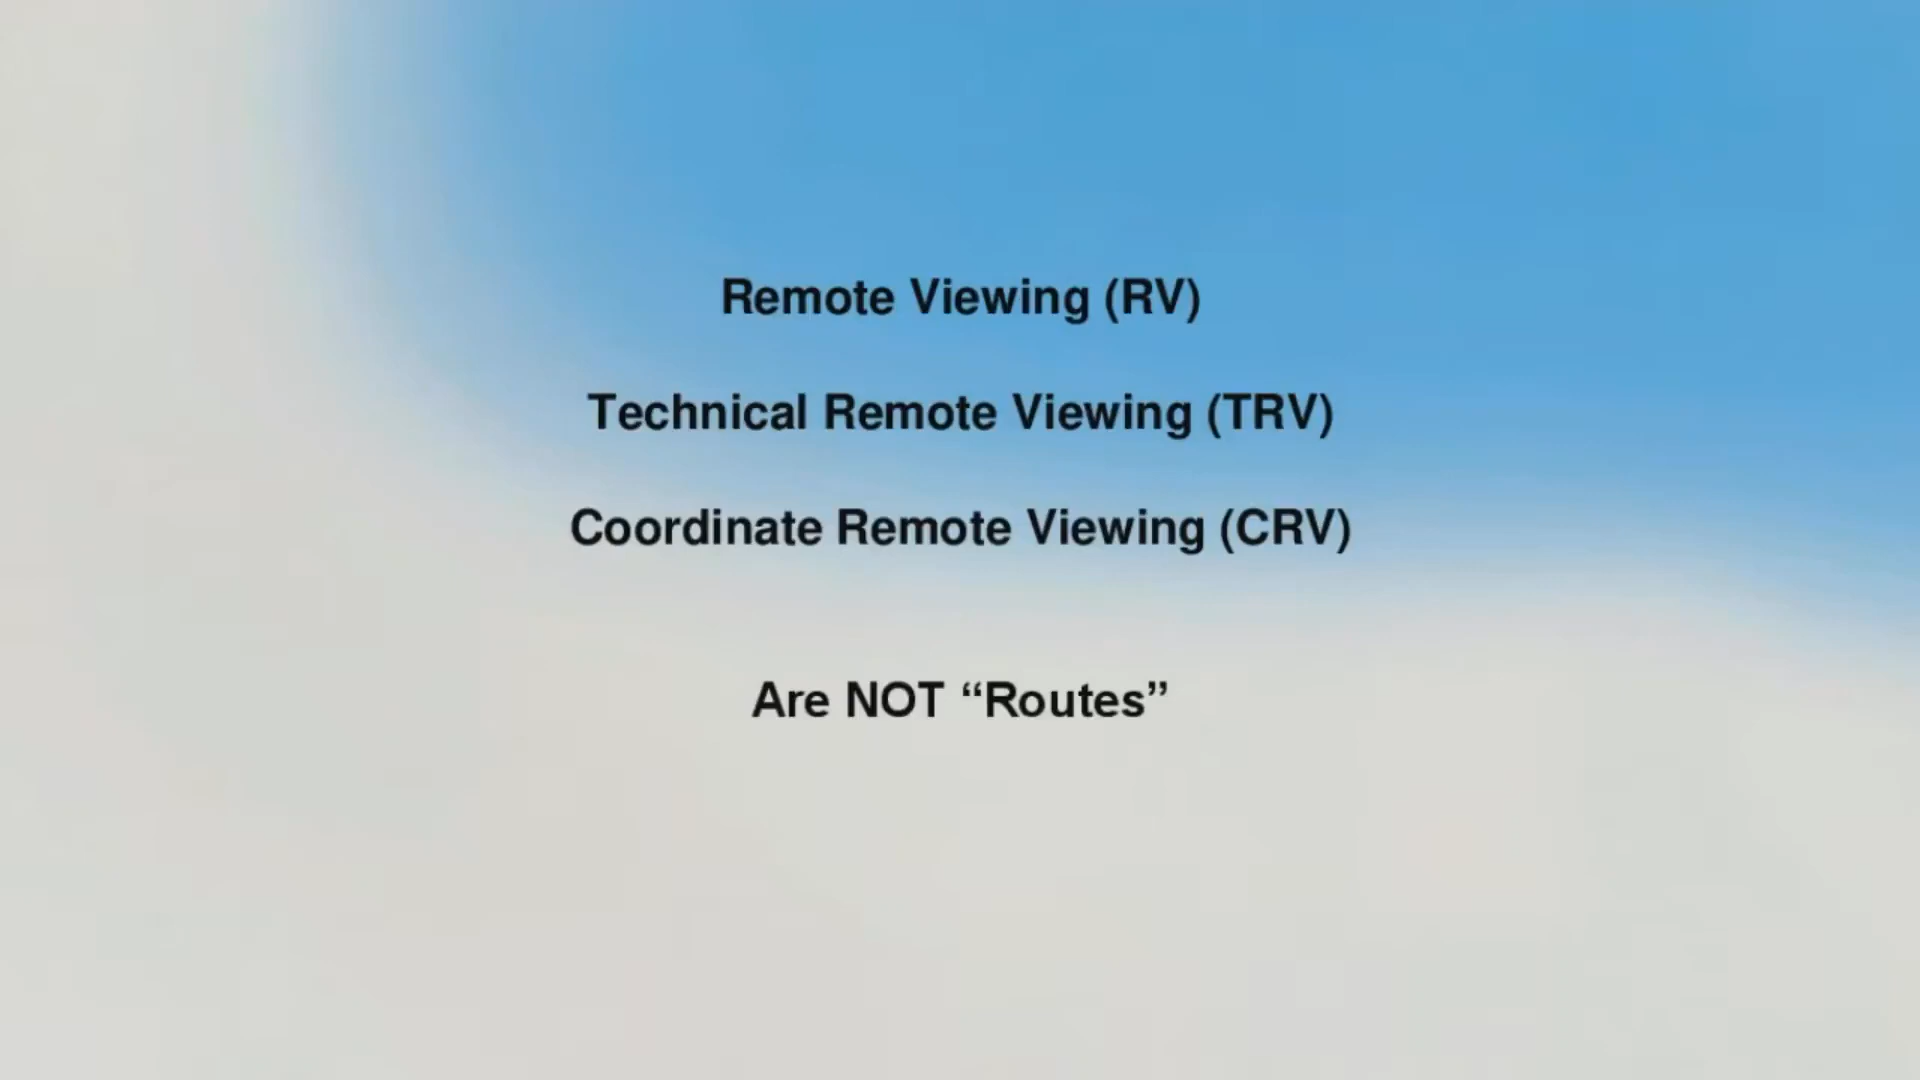 Remote Viewing (RV)
Technical Remote Viewing (TRV)
Coordinate Remote Viewing (CRV)
Are NOT “Routes”